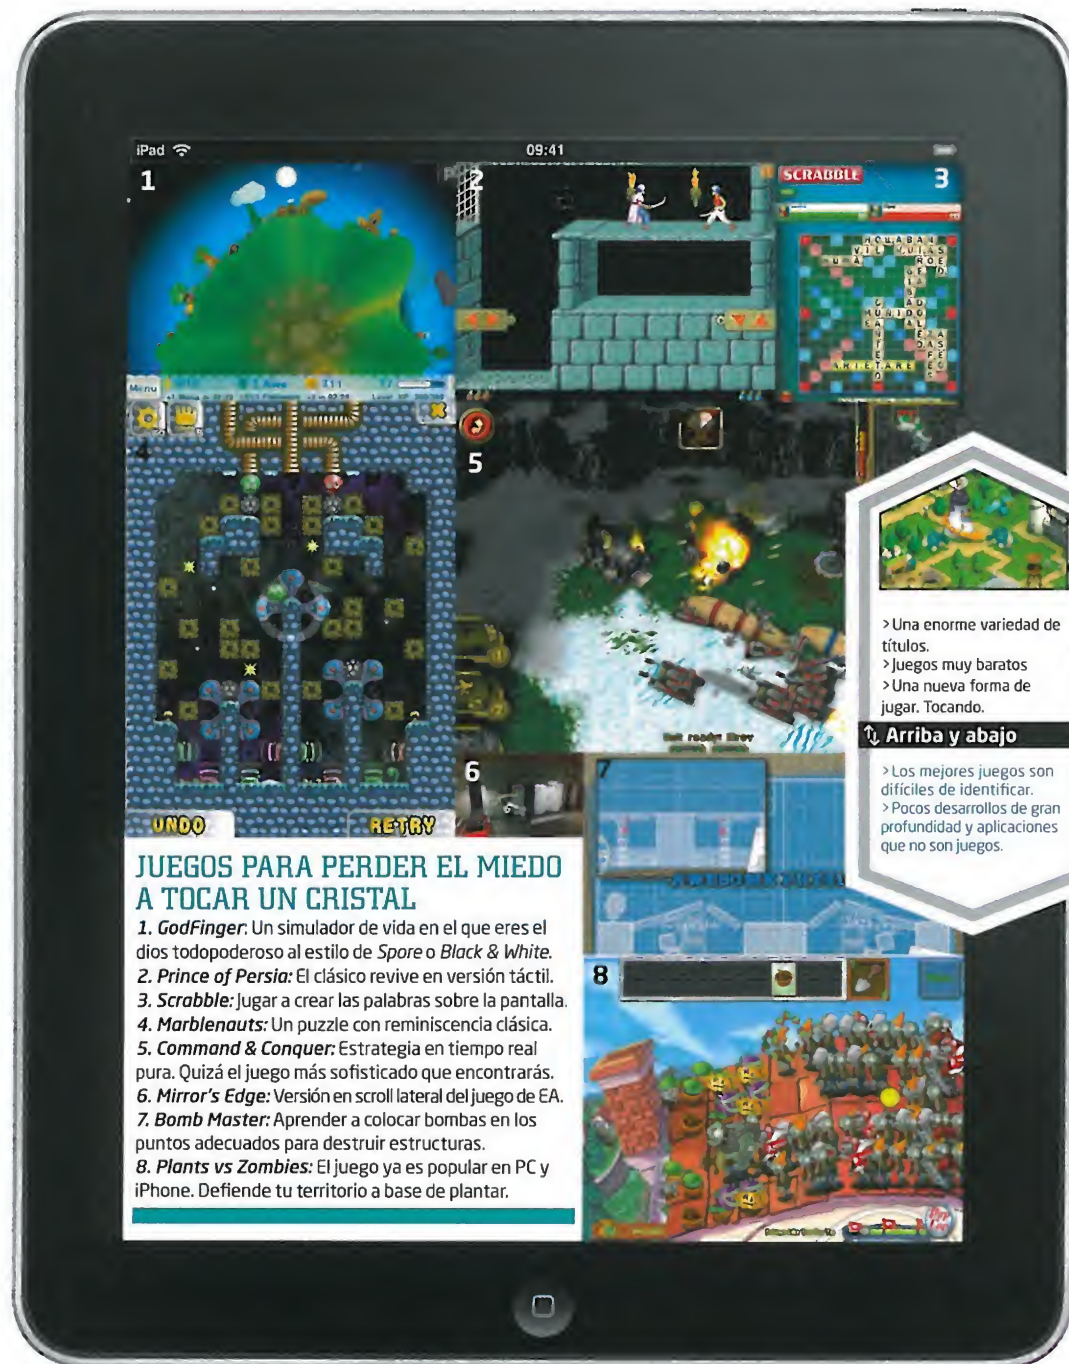 iPad
09:41
1
2
3
SCRABBLE
Menu
4
5
UNDO
RETRY
6
7
8
JUEGOS PARA PERDER EL MIEDO
A TOCAR UN CRISTAL
1. GodFinger: Un simulador de vida en el que eres el
dios todopoderoso al estilo de Spore o Black & White.
2. Prince of Persia: El clásico revive en versión táctil.
3. Scrabble: Jugar a crear las palabras sobre la pantalla.
4. Marblenauts: Un puzzle con reminiscencia clásica.
5. Command & Conquer: Estrategia en tiempo real
pura. Quizá el juego más sofisticado que encontrarás.
6. Mirror's Edge: Versión en scroll lateral del juego de EA.
7. Bomb Master: Aprender a colocar bombas en los
puntos adecuados para destruir estructuras.
8. Plants vs Zombies: El juego ya es popular en PC y
iPhone. Defiende tu territorio a base de plantar.
>Una enorme variedad de
títulos.
>Juegos muy baratos
>Una nueva forma de
jugar. Tocando.
Arriba y abajo
>Los mejores juegos son
difíciles de identificar.
>Pocos desarrollos de gran
profundidad y aplicaciones
que no son juegos.